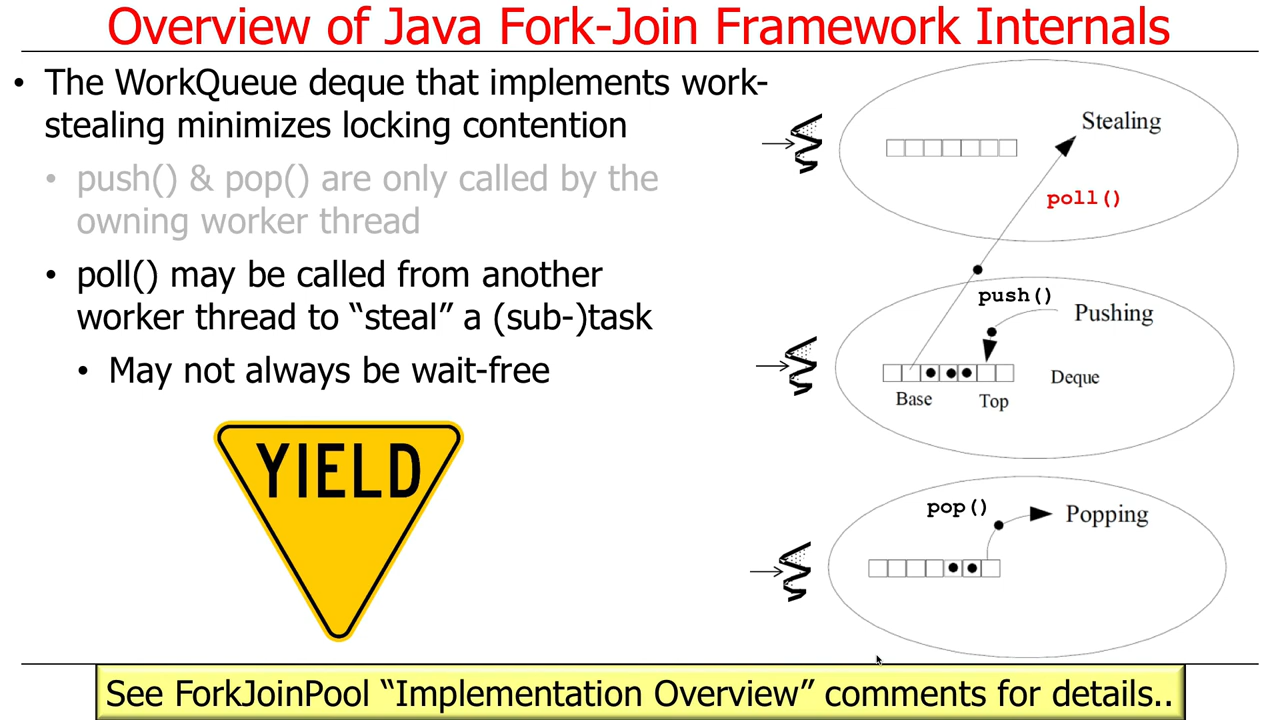 Overview of Java Fork-Join Framework Internals
• The WorkQueue deque that implements work-
stealing minimizes locking contention
• push() & pop() are only called by the
owning worker thread
• poll() may be called from another
worker thread to “steal” a (sub-)task
• May not always be wait-free
YIELD
Stealing
poll()
push()
Pushing
Deque
Base
Top
pop()
Popping
See ForkJoinPool “Implementation Overview” comments for details..